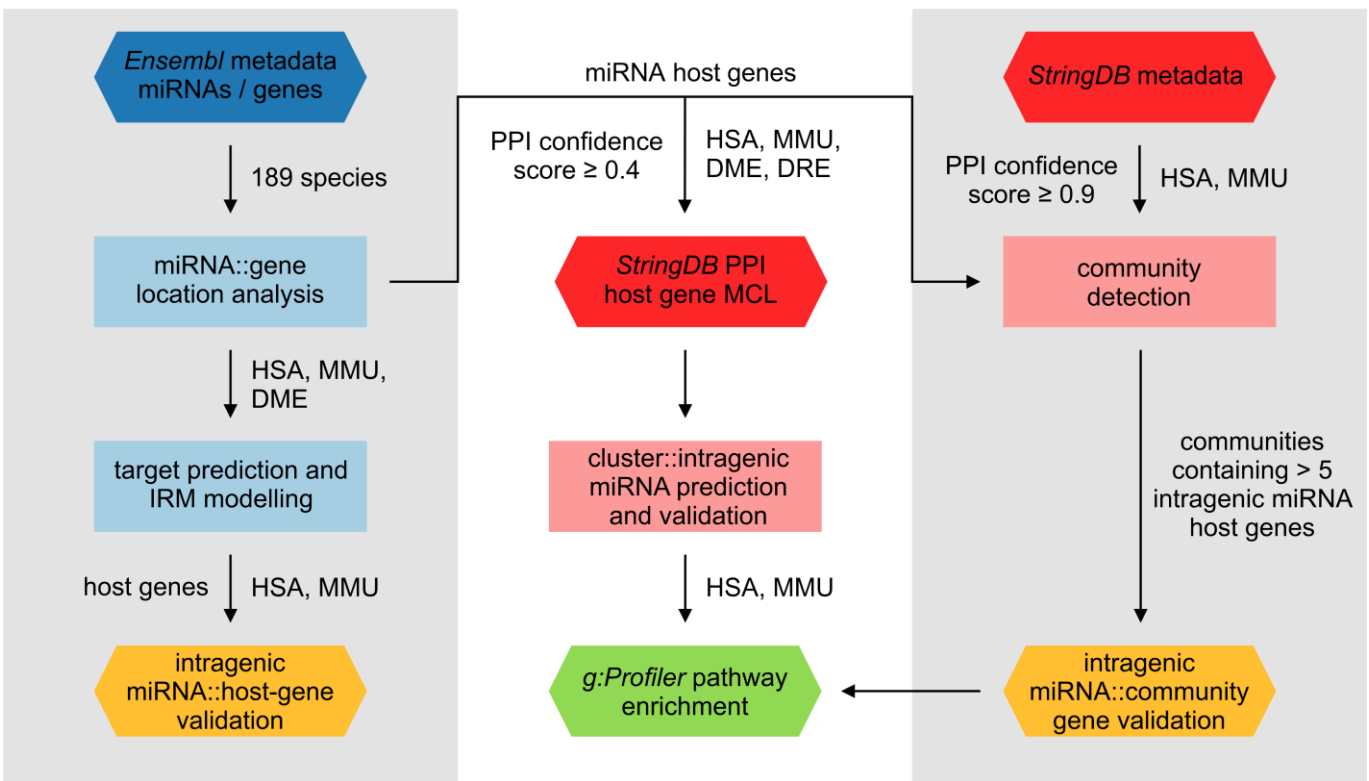 Ensembl metadata
miRNAs / genes
189 species
miRNA::gene
location analysis
HSA, MMU,
DME
target prediction and
IRM modelling
host genes
HSA, MMU
intragenic
miRNA::host-gene
validation
miRNA host genes
PPI confidence
score ≥ 0.4
HSA, MMU,
DME, DRE
StringDB PPI
host gene MCL
cluster::intragenic
miRNA prediction
and validation
HSA, MMU
g:Profiler pathway
enrichment
StringDB metadata
PPI confidence
score ≥ 0.9
HSA, MMU
community
detection
communities
containing > 5
intragenic miRNA
host genes
intragenic
miRNA::community
gene validation